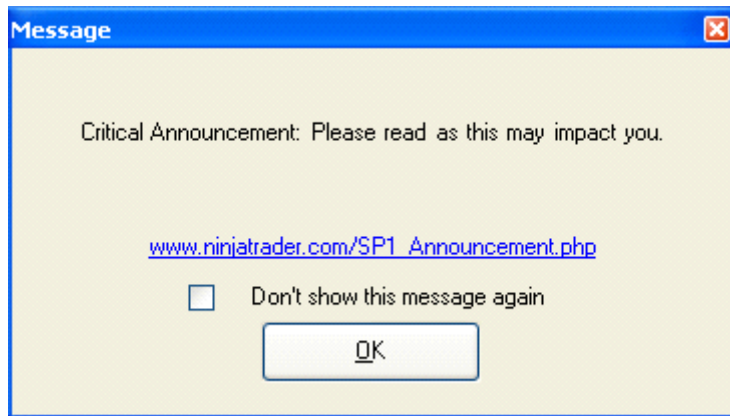 Message
Critical Announcement: Please read as this may impact you.
www.ninjatrader.com/SP1_Announcement.php
Don't show this message again
OK